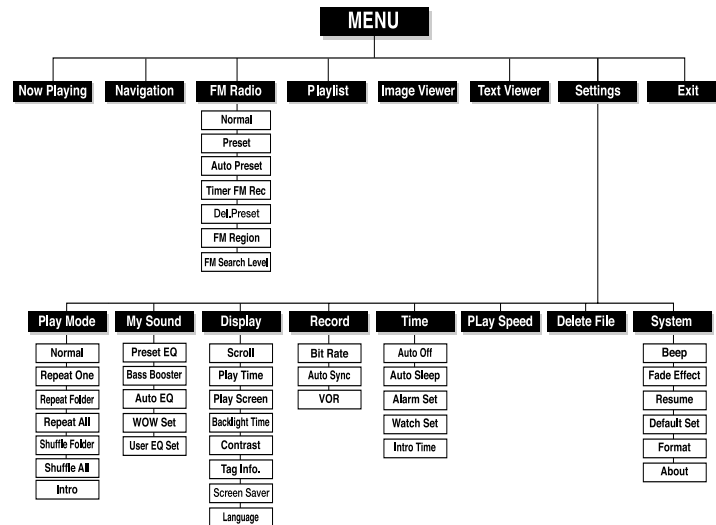 MENU
Now Playing
Navigation
FM Radio
Playlist
Image Viewer
Text Viewer
Settings
Exit
Normal
Preset
Auto Preset
Timer FM Rec
Del.Preset
FM Region
FM Search Level
Play Mode
My Sound
Display
Record
Time
PLay Speed
Delete File
System
Normal
Repeat One
Repeat Folder
Repeat All
Shuffle Folder
Shuffle All
Intro
Preset EQ
Bass Booster
Auto EQ
WOW Set
User EQ Set
Scroll
Play Time
Play Screen
Backlight Time
Contrast
Tag Info.
Screen Saver
Language
Bit Rate
Auto Sync
VOR
Auto Off
Auto Sleep
Alarm Set
Watch Set
Intro Time
Beep
Fade Effect
Resume
Default Set
Format
About